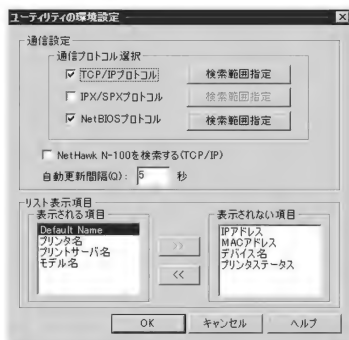 ユーティリティの環境設定
通信設定
通信プロトコル選択
TCP/IPプロトコル
検索範囲指定
IPX/SPXプロトコル
検索範囲指定
NetBIOSプロトコル
検索範囲指定
NetHawk N-100を検索する(TCP/IP)
自動更新間隔(Q): 5 秒
リスト表示項目
表示される項目
Default Name
プリンタ名
プリントサーバ名
モデル名
>>
<<
表示されない項目
IPアドレス
MACアドレス
デバイス名
プリンタステータス
OK
キャンセル
ヘルプ